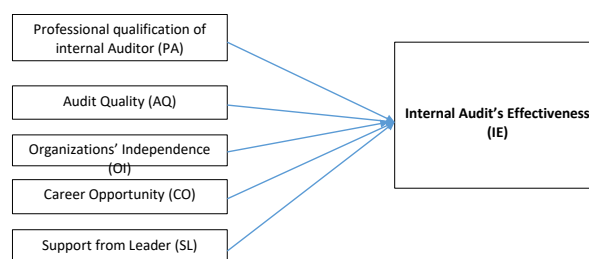 Professional qualification of
internal Auditor (PA)
Audit Quality (AQ)
Internal Audit's Effectiveness
(IE)
Organizations' Independence
(OI)
Career Opportunity (CO)
Support from Leader (SL)